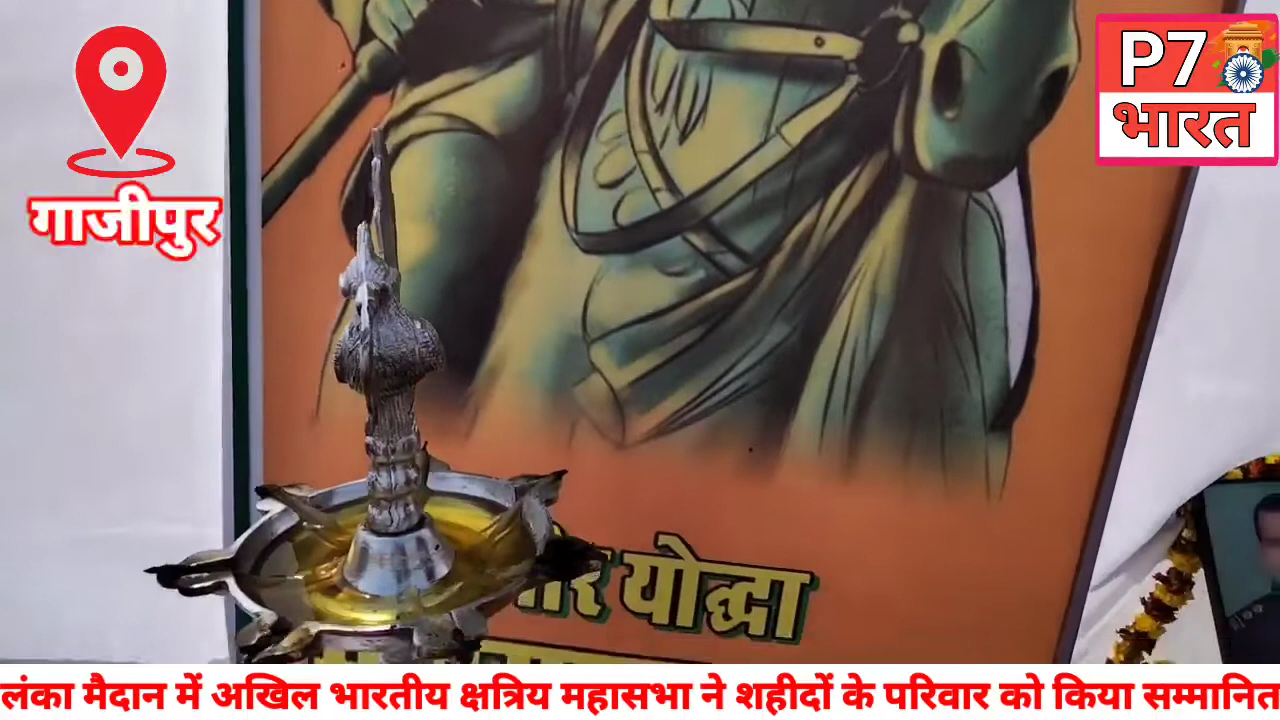 P7
भारत
गाजीपुर
योद्धा
लंका मैदान में अखिल भारतीय क्षत्रिय महासभा ने शहीदों के परिवार को किया सम्मानित